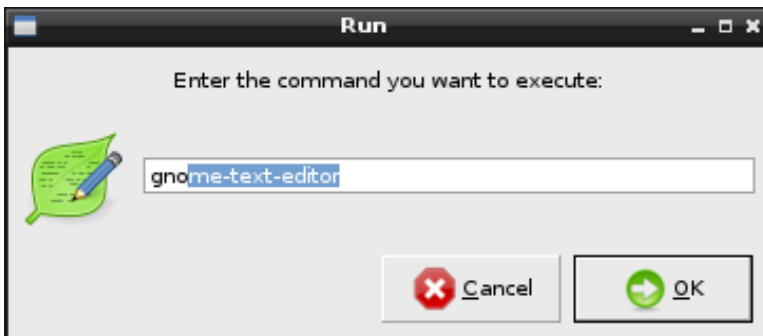 Run
Enter the command you want to execute:
gnome-text-editor
Cancel
OK